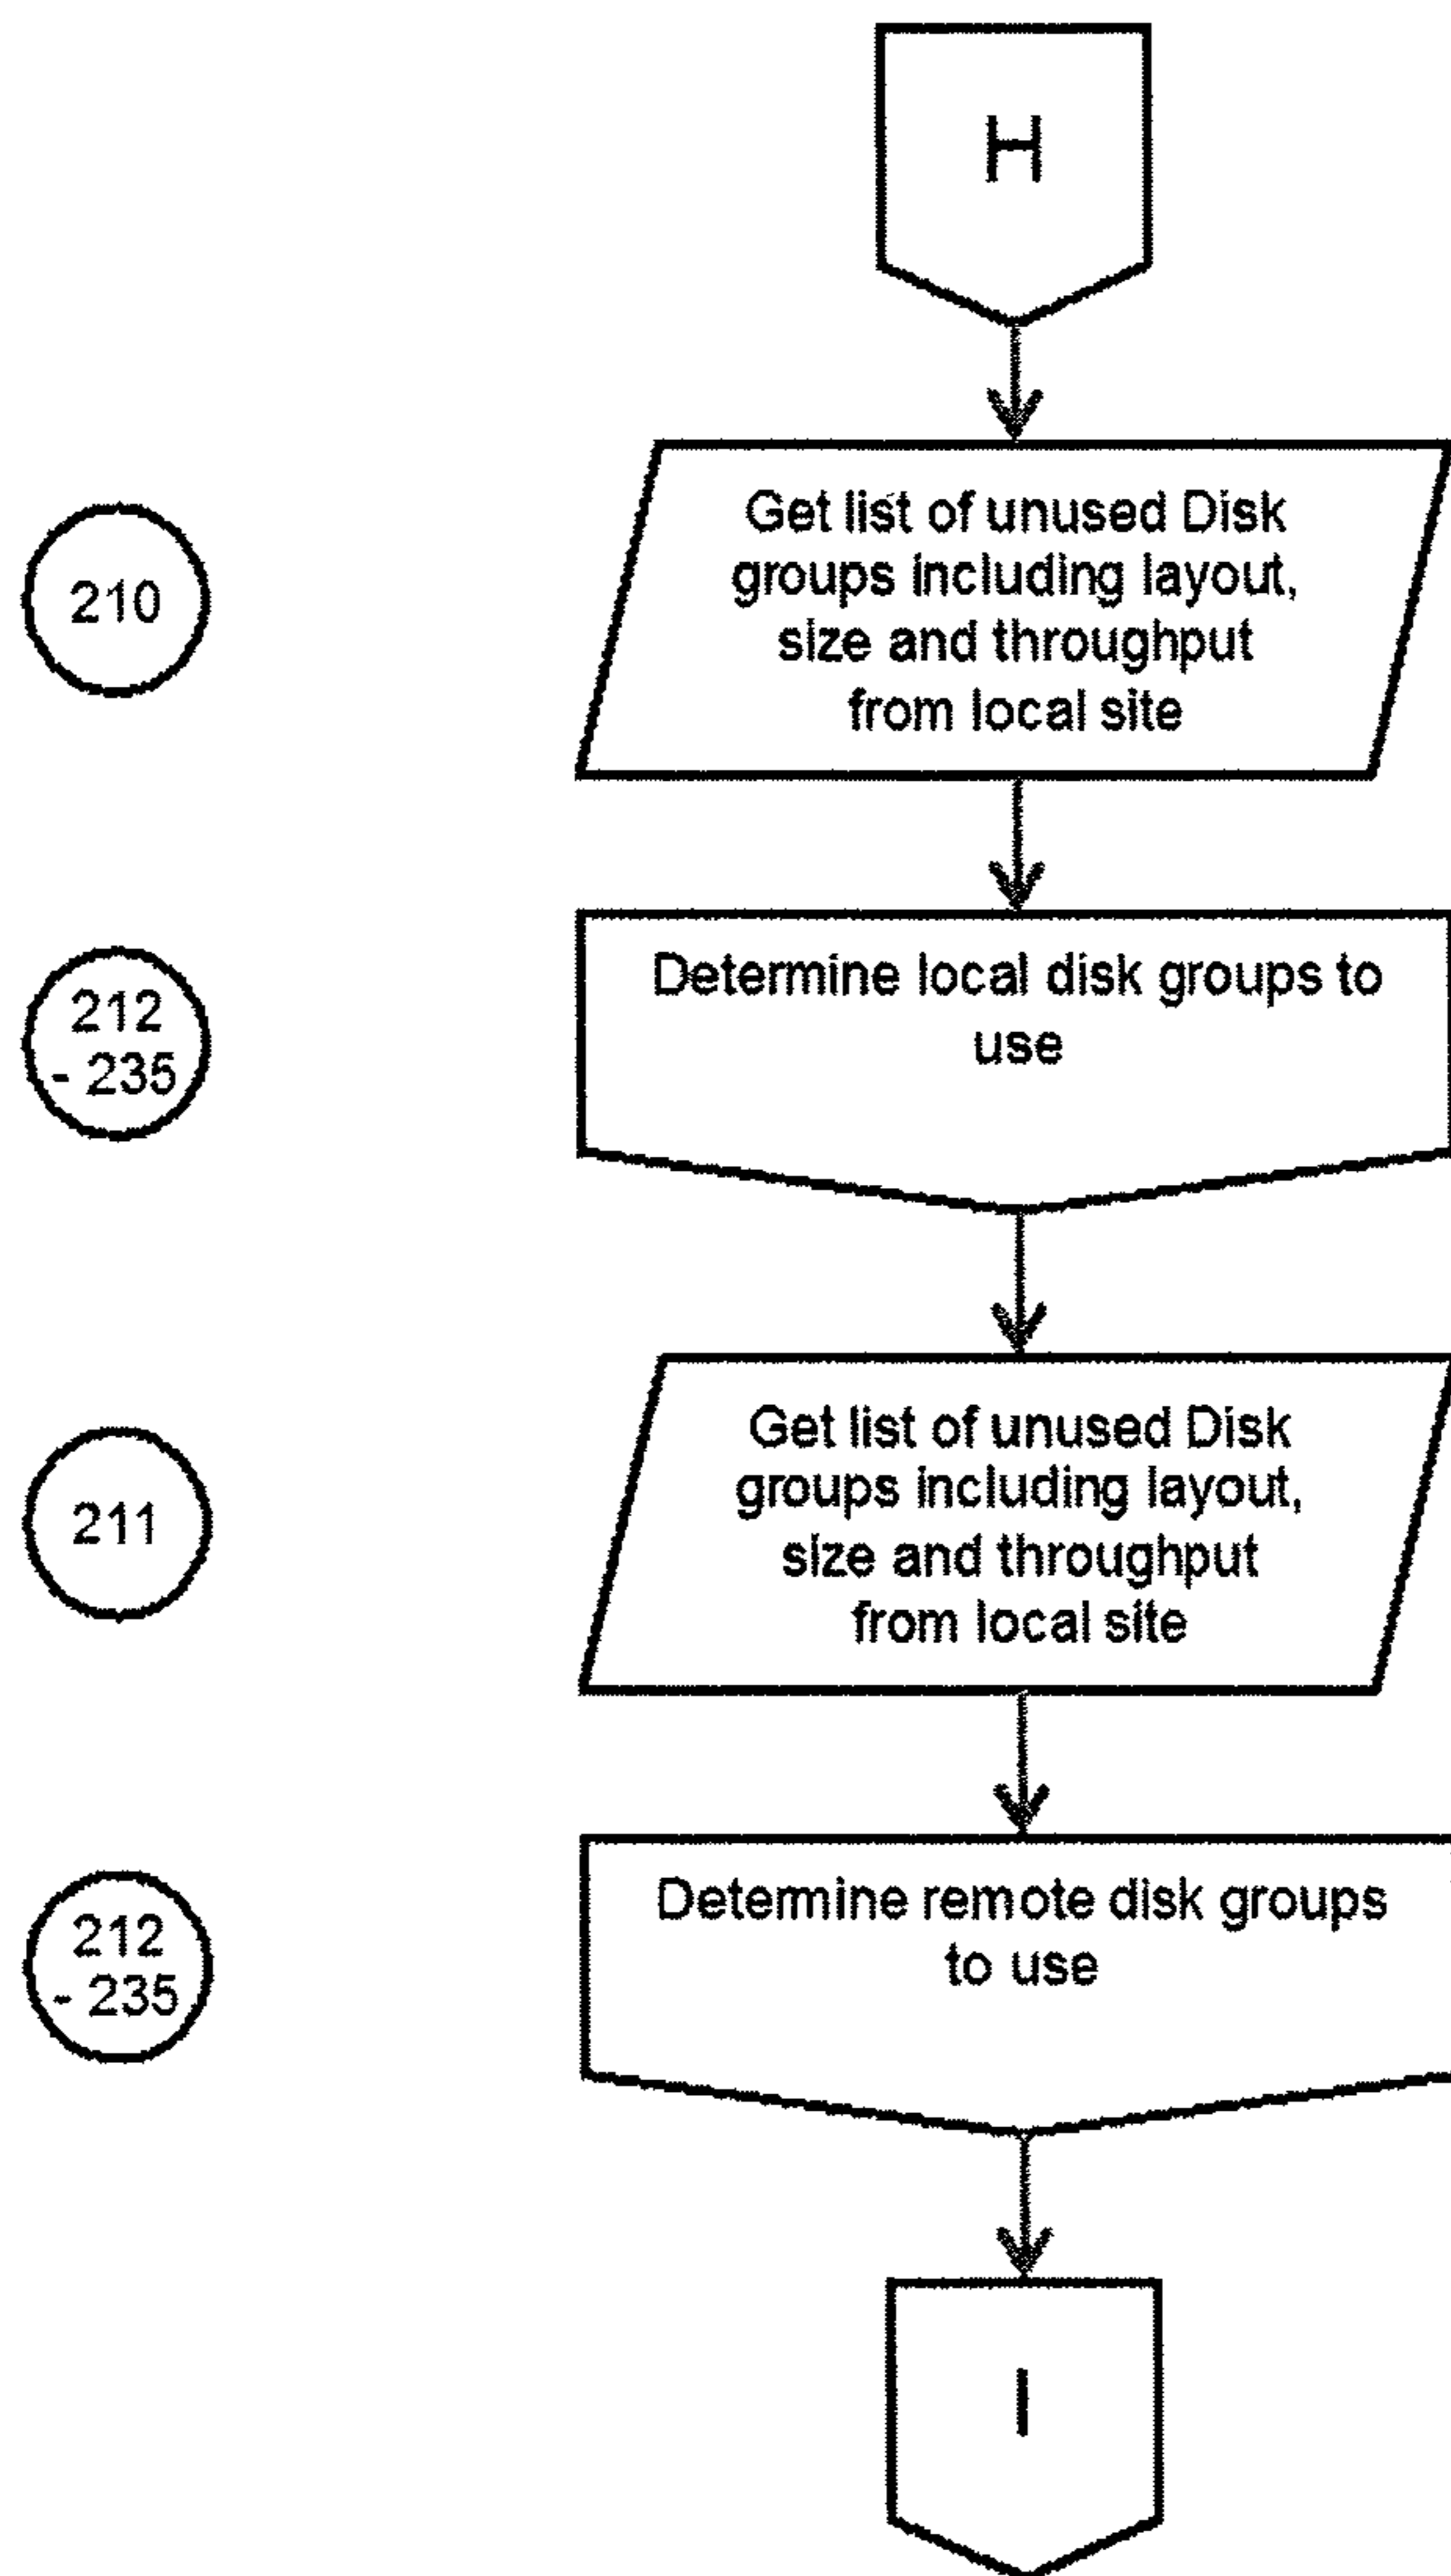 H
210
Get list of unused Disk
groups including layout,
size and throughput
from local site
212
- 235
Determine local disk groups to
use
211
Get list of unused Disk
groups including layout,
size and throughput
from local site
212
- 235
Determine remote disk groups
to use
I